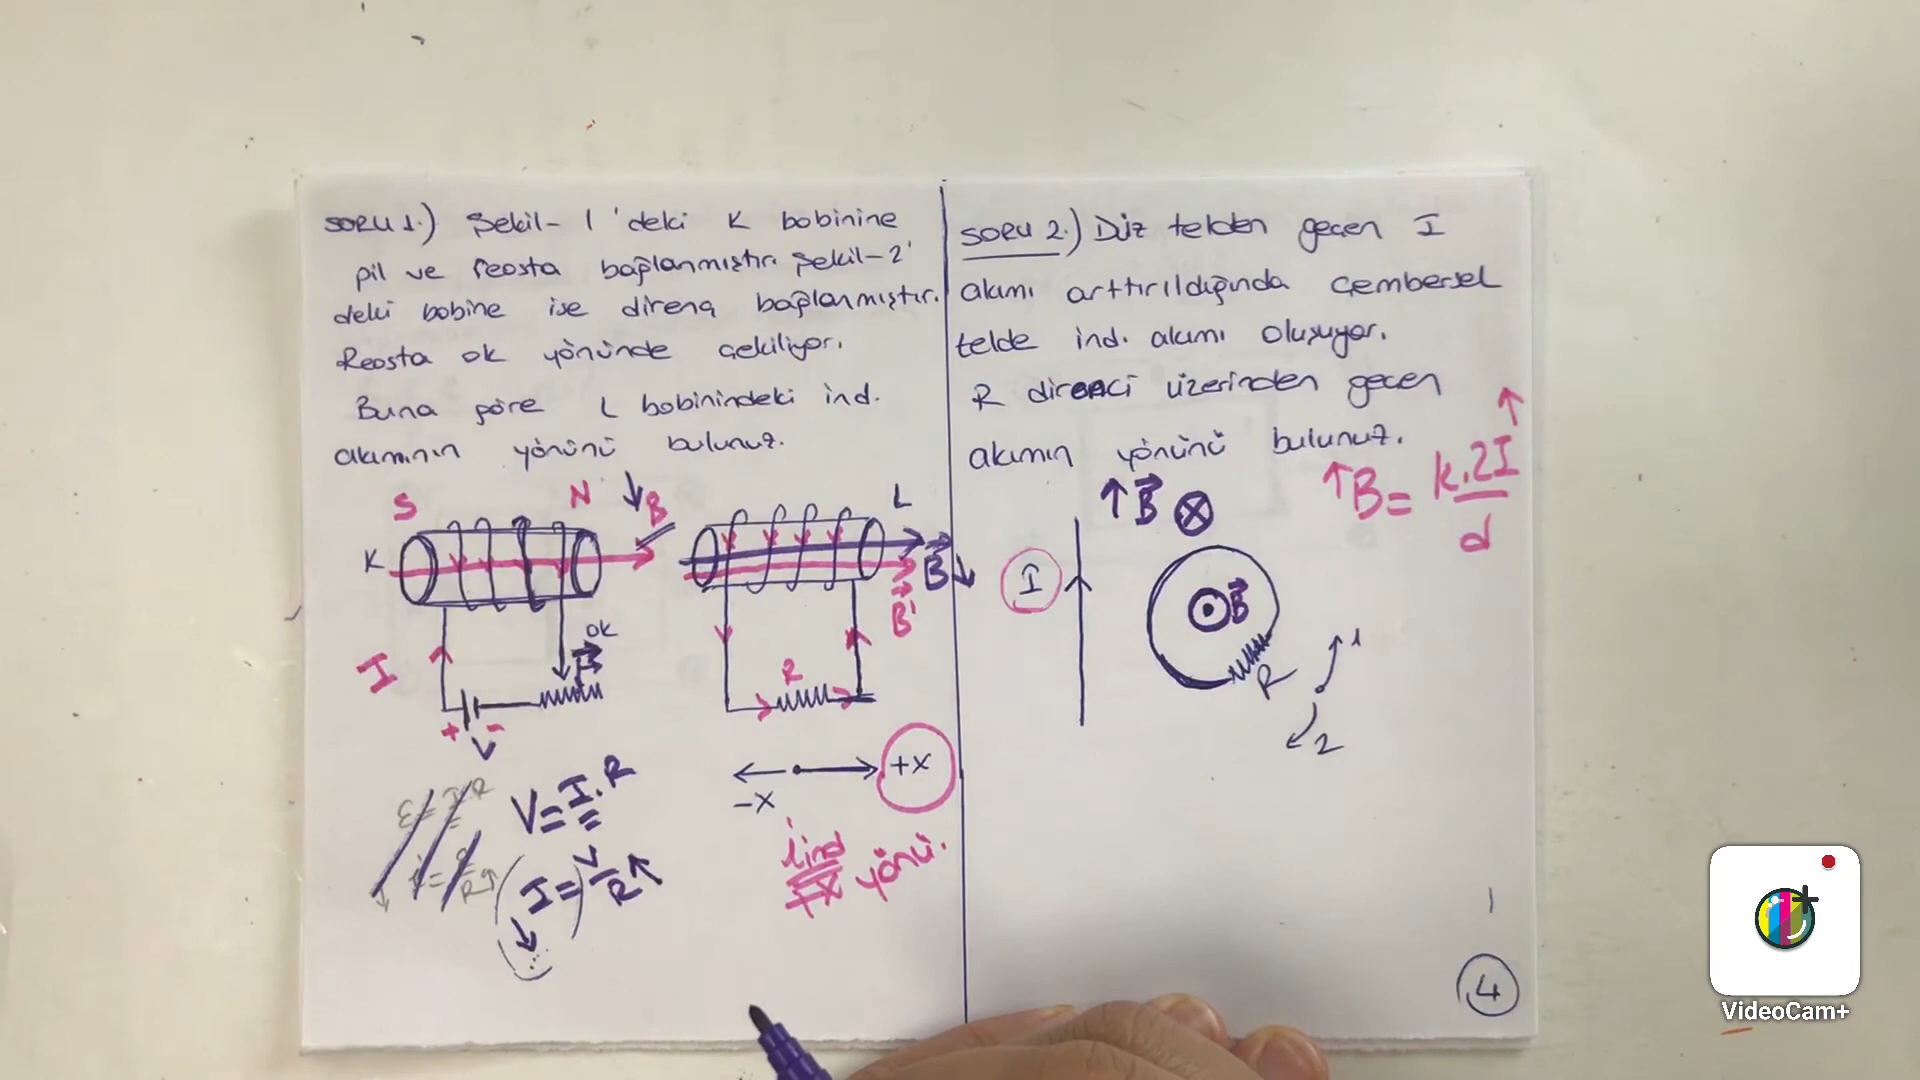 SORU 1.) Şekil-1 'deki K bobinine
pil ve reosta bağlanmıştır. Şekil-2'
deki bobine ise direnç bağlanmıştır.
Reosta ok yönünde çekiliyor.
Buna göre L bobinindeki ind.
akımının yönünü bulunuz.
S
N
↓B
K
L
B⃗↓
B⃗'
ok
I
R
+ -
V
-X
+X
V=I.R
I=V/R↑
iind
+x yönü.
SORU 2.) Düz telden geçen I
akımı arttırıldığında çembersel
telde ind. akımı oluşuyor.
R direnci üzerinden geçen
akımın yönünü bulunuz.
↑B⃗ ⊗
↑B= k.2I↑/d
I
⊙B⃗
R
1
2
4
VideoCam+